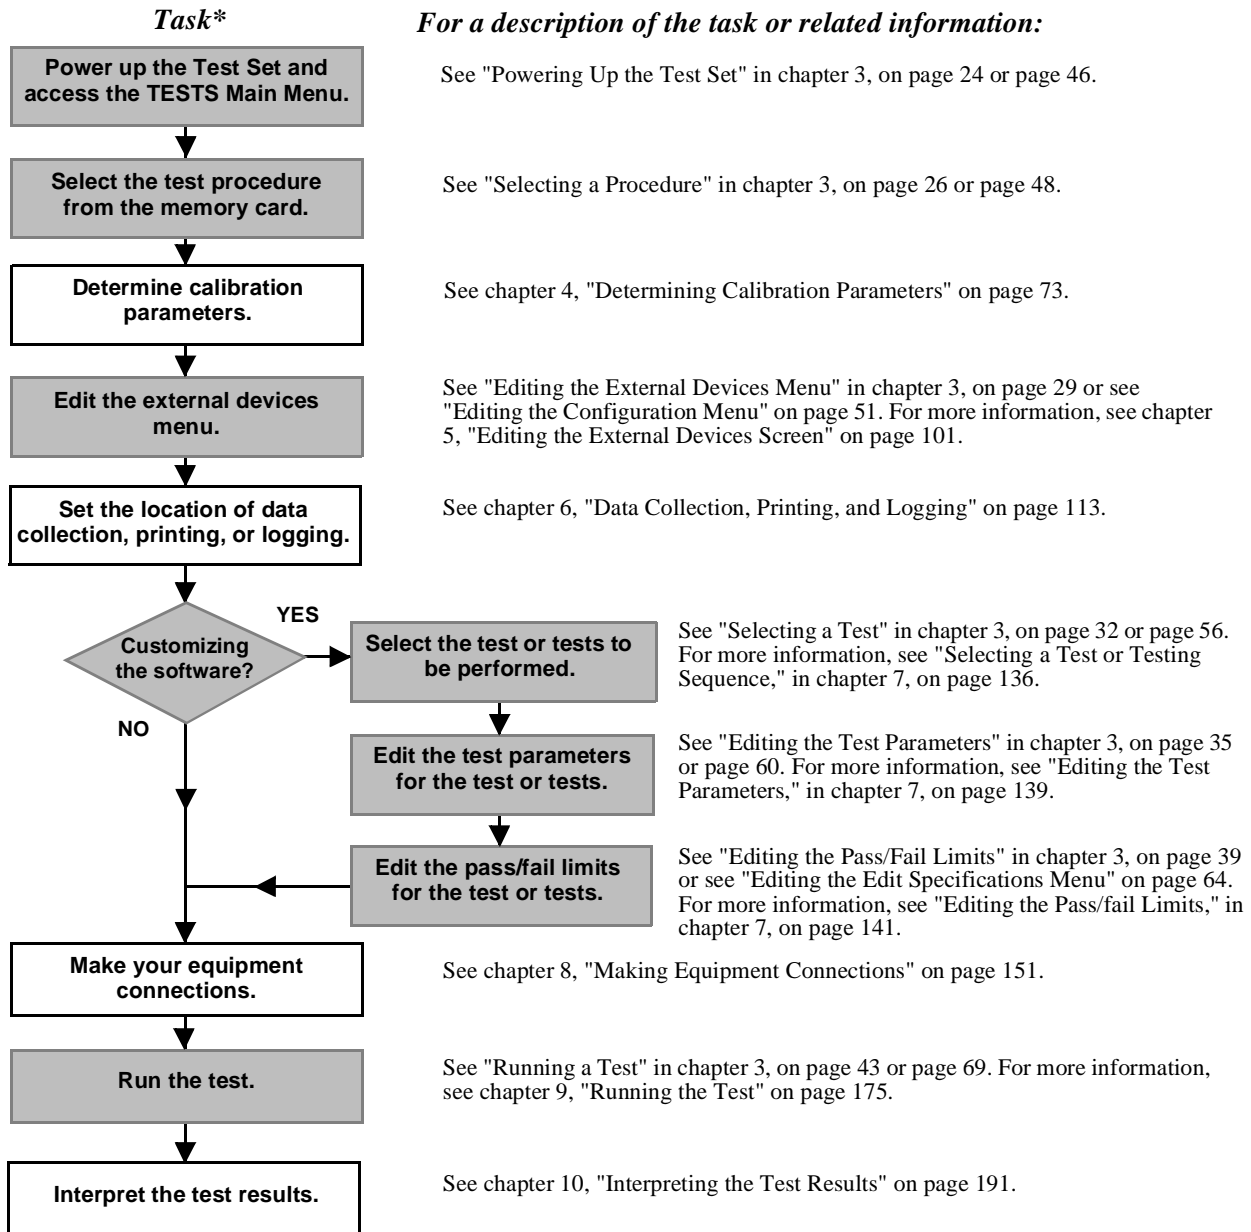 Task*
For a description of the task or related information:
Power up the Test Set and
access the TESTS Main Menu.
See "Powering Up the Test Set" in chapter 3, on page 24 or page 46.
Select the test procedure
from the memory card.
See "Selecting a Procedure" in chapter 3, on page 26 or page 48.
Determine calibration
parameters.
See chapter 4, "Determining Calibration Parameters" on page 73.
Edit the external devices
menu.
See "Editing the External Devices Menu" in chapter 3, on page 29 or see
"Editing the Configuration Menu" on page 51. For more information, see chapter
5, "Editing the External Devices Screen" on page 101.
Set the location of data
collection, printing, or logging.
See chapter 6, "Data Collection, Printing, and Logging" on page 113.
Customizing
the software?
YES
NO
Select the test or tests to
be performed.
See "Selecting a Test" in chapter 3, on page 32 or page 56.
For more information, see "Selecting a Test or Testing
Sequence," in chapter 7, on page 136.
Edit the test parameters
for the test or tests.
See "Editing the Test Parameters" in chapter 3, on page 35
or page 60. For more information, see "Editing the Test
Parameters," in chapter 7, on page 139.
Edit the pass/fail limits
for the test or tests.
See "Editing the Pass/Fail Limits" in chapter 3, on page 39
or see "Editing the Edit Specifications Menu" on page 64.
For more information, see "Editing the Pass/fail Limits," in
chapter 7, on page 141.
Make your equipment
connections.
See chapter 8, "Making Equipment Connections" on page 151.
Run the test.
See "Running a Test" in chapter 3, on page 43 or page 69. For more information,
see chapter 9, "Running the Test" on page 175.
Interpret the test results.
See chapter 10, "Interpreting the Test Results" on page 191.